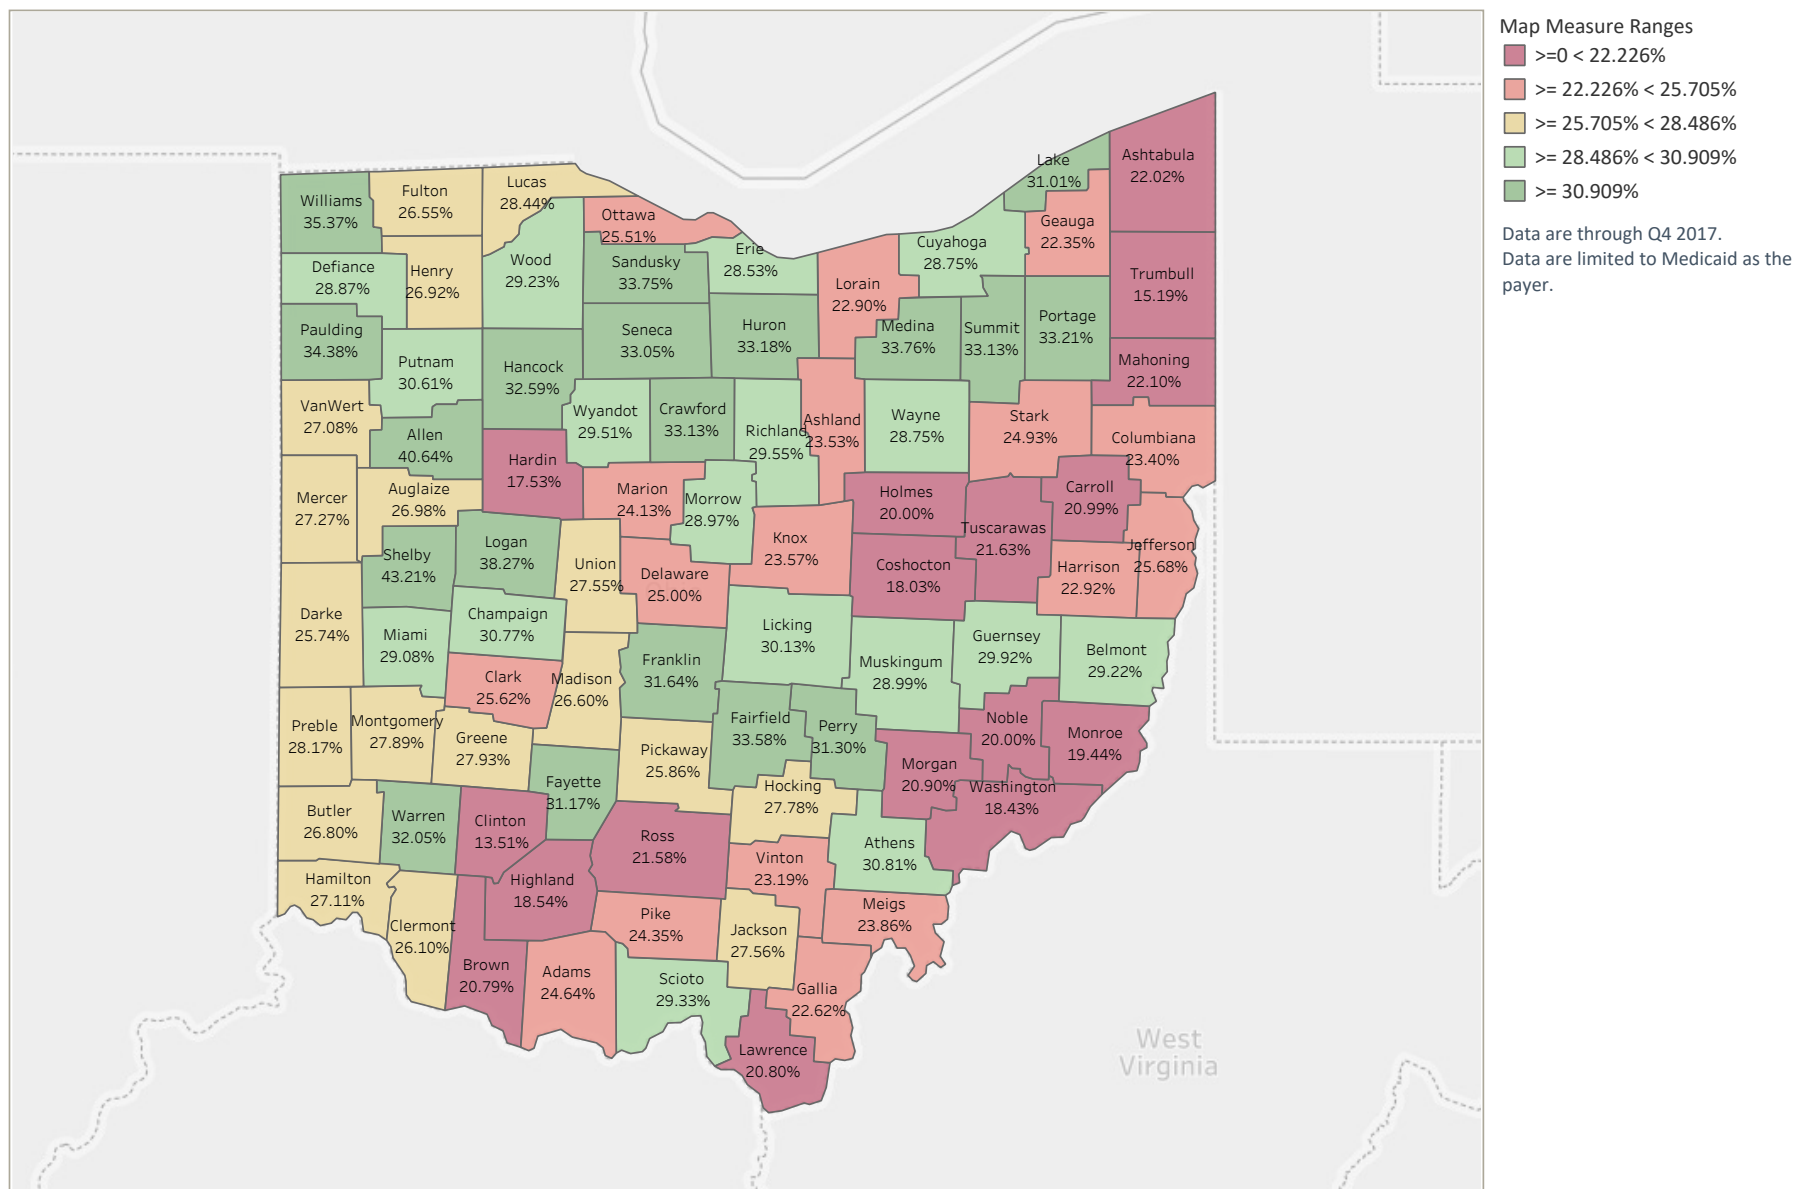 Map Measure Ranges
>=0 < 22.226%
>= 22.226% < 25.705%
>= 25.705% < 28.486%
>= 28.486% < 30.909%
>= 30.909%
Data are through Q4 2017.
Data are limited to Medicaid as the
payer.
Lake
31.01%
Ashtabula
22.02%
Williams
35.37%
Fulton
26.55%
Lucas
28.44%
Ottawa
25.51%
Geauga
22.35%
Defiance
28.87%
Henry
26.92%
Wood
29.23%
Sandusky
33.75%
Erie
28.53%
Lorain
22.90%
Cuyahoga
28.75%
Trumbull
15.19%
Paulding
34.38%
Putnam
30.61%
Hancock
32.59%
Seneca
33.05%
Huron
33.18%
Medina
33.76%
Summit
33.13%
Portage
33.21%
Mahoning
22.10%
VanWert
27.08%
Allen
40.64%
Wyandot
29.51%
Crawford
33.13%
Richland
29.55%
Ashland
23.53%
Wayne
28.75%
Stark
24.93%
Columbiana
23.40%
Mercer
27.27%
Auglaize
26.98%
Hardin
17.53%
Marion
24.13%
Morrow
28.97%
Holmes
20.00%
Carroll
20.99%
Tuscarawas
21.63%
Jefferson
25.68%
Shelby
43.21%
Logan
38.27%
Union
27.55%
Delaware
25.00%
Knox
23.57%
Coshocton
18.03%
Harrison
22.92%
Darke
25.74%
Miami
29.08%
Champaign
30.77%
Licking
30.13%
Muskingum
28.99%
Guernsey
29.92%
Belmont
29.22%
Clark
25.62%
Madison
26.60%
Franklin
31.64%
Preble
28.17%
Montgomery
27.89%
Greene
27.93%
Pickaway
25.86%
Fairfield
33.58%
Perry
31.30%
Noble
20.00%
Monroe
19.44%
Morgan
20.90%
Washington
18.43%
Fayette
31.17%
Hocking
27.78%
Butler
26.80%
Warren
32.05%
Clinton
13.51%
Ross
21.58%
Vinton
23.19%
Athens
30.81%
Hamilton
27.11%
Clermont
26.10%
Highland
18.54%
Pike
24.35%
Jackson
27.56%
Meigs
23.86%
Brown
20.79%
Adams
24.64%
Scioto
29.33%
Gallia
22.62%
Lawrence
20.80%
West
Virginia